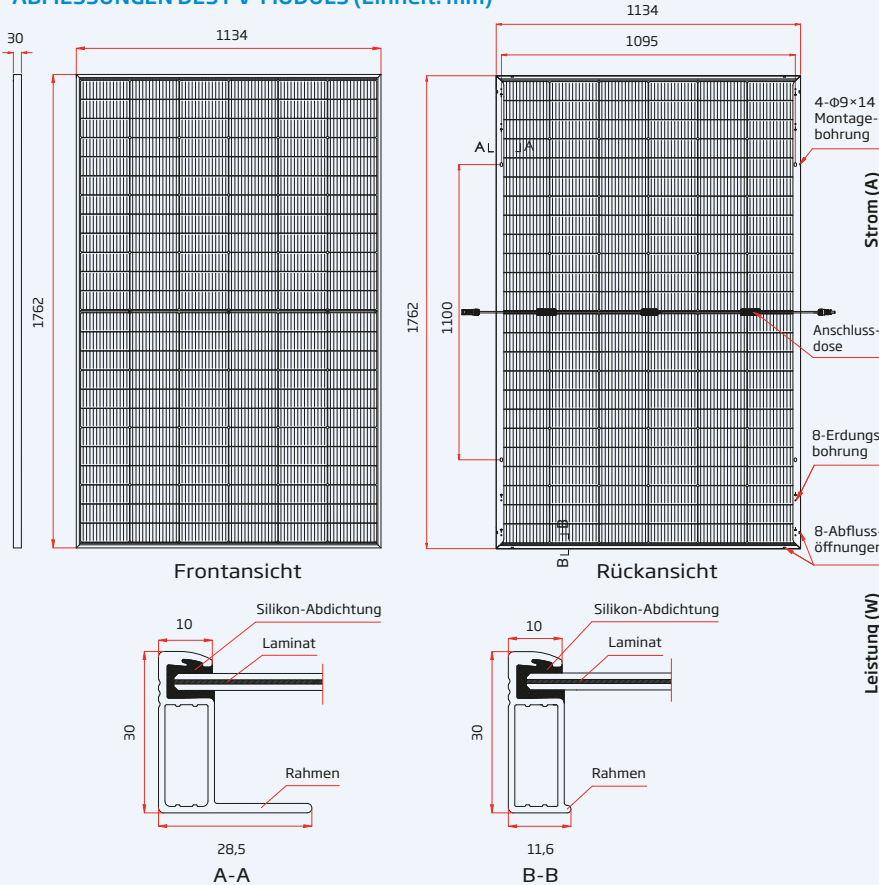 ABMESSUNGEN DES PV-MODULS (Einheit: mm)
30
1134
1762
Frontansicht
1134
1095
1762
1100
A
A
B
B
4-Φ9×14
Montage-
bohrung
Anschluss-
dose
8-Erdungs
bohrung
8-Abfluss-
öffnungen
Rückansicht
Strom (A)
Leistung (W)
10
Silikon-Abdichtung
Laminat
30
Rahmen
28,5
A-A
10
Silikon-Abdichtung
Laminat
30
Rahmen
11,6
B-B